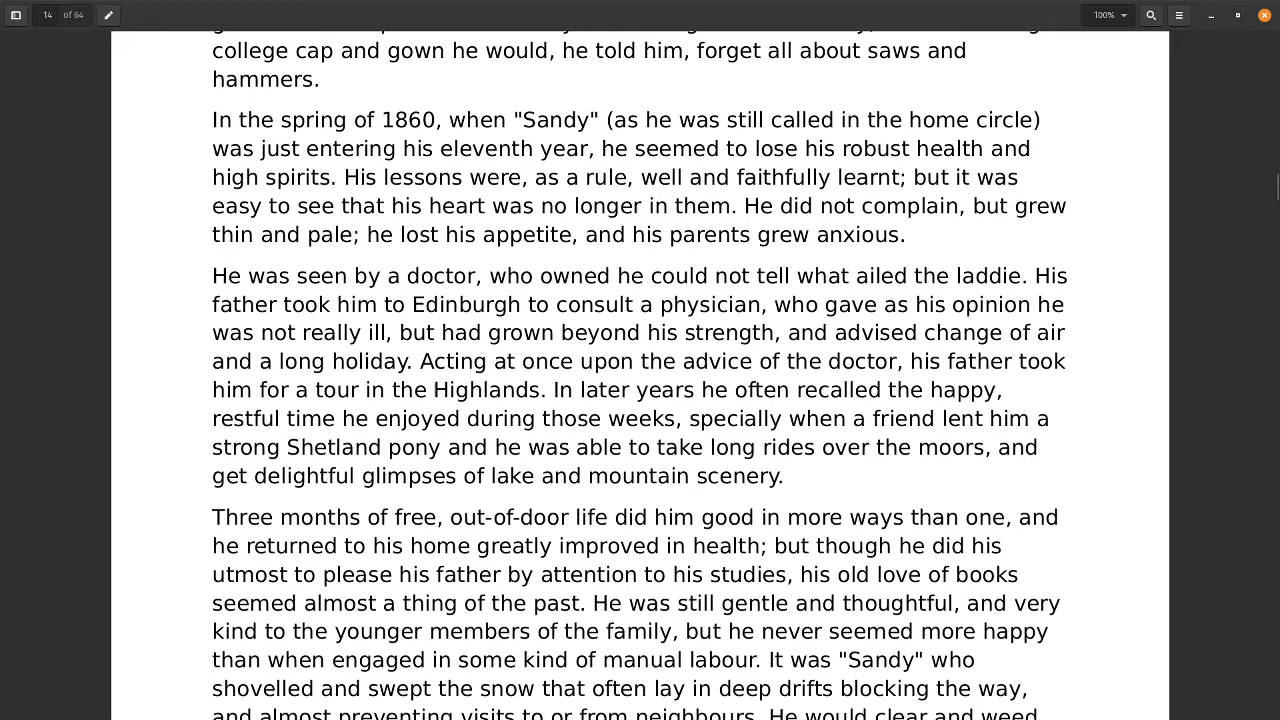 14 of 64
100%
college cap and gown he would, he told him, forget all about saws and
hammers.
In the spring of 1860, when "Sandy" (as he was still called in the home circle)
was just entering his eleventh year, he seemed to lose his robust health and
high spirits. His lessons were, as a rule, well and faithfully learnt; but it was
easy to see that his heart was no longer in them. He did not complain, but grew
thin and pale; he lost his appetite, and his parents grew anxious.
He was seen by a doctor, who owned he could not tell what ailed the laddie. His
father took him to Edinburgh to consult a physician, who gave as his opinion he
was not really ill, but had grown beyond his strength, and advised change of air
and a long holiday. Acting at once upon the advice of the doctor, his father took
him for a tour in the Highlands. In later years he often recalled the happy,
restful time he enjoyed during those weeks, specially when a friend lent him a
strong Shetland pony and he was able to take long rides over the moors, and
get delightful glimpses of lake and mountain scenery.
Three months of free, out-of-door life did him good in more ways than one, and
he returned to his home greatly improved in health; but though he did his
utmost to please his father by attention to his studies, his old love of books
seemed almost a thing of the past. He was still gentle and thoughtful, and very
kind to the younger members of the family, but he never seemed more happy
than when engaged in some kind of manual labour. It was "Sandy" who
shovelled and swept the snow that often lay in deep drifts blocking the way,
and almost preventing visits to or from neighbours. He would clear and weed